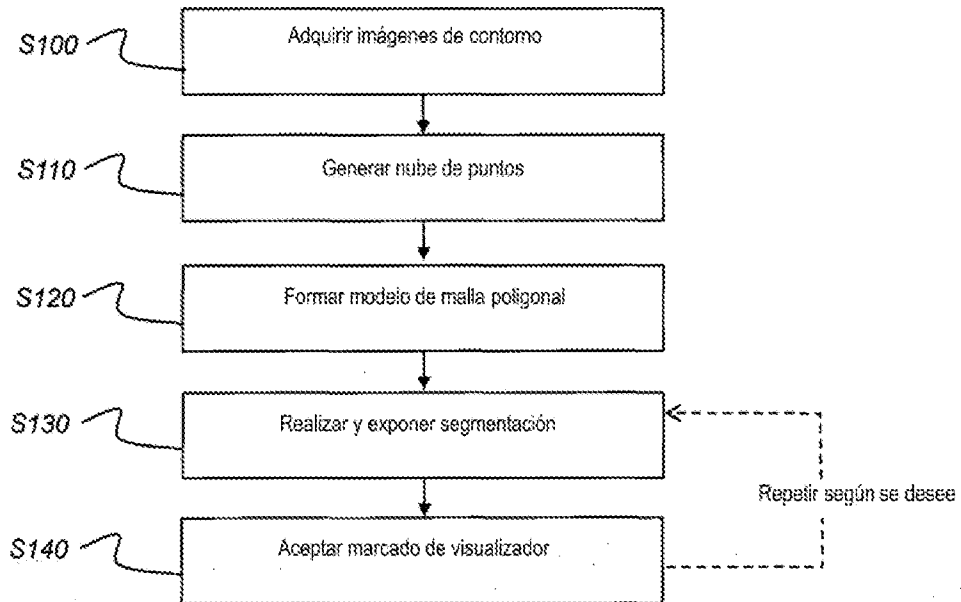 S100
Adquirir imágenes de contorno
S110
Generar nube de puntos
S120
Formar modelo de malla poligonal
S130
Realizar y exponer segmentación
Repetir según se desee
S140
Aceptar marcado de visualizador